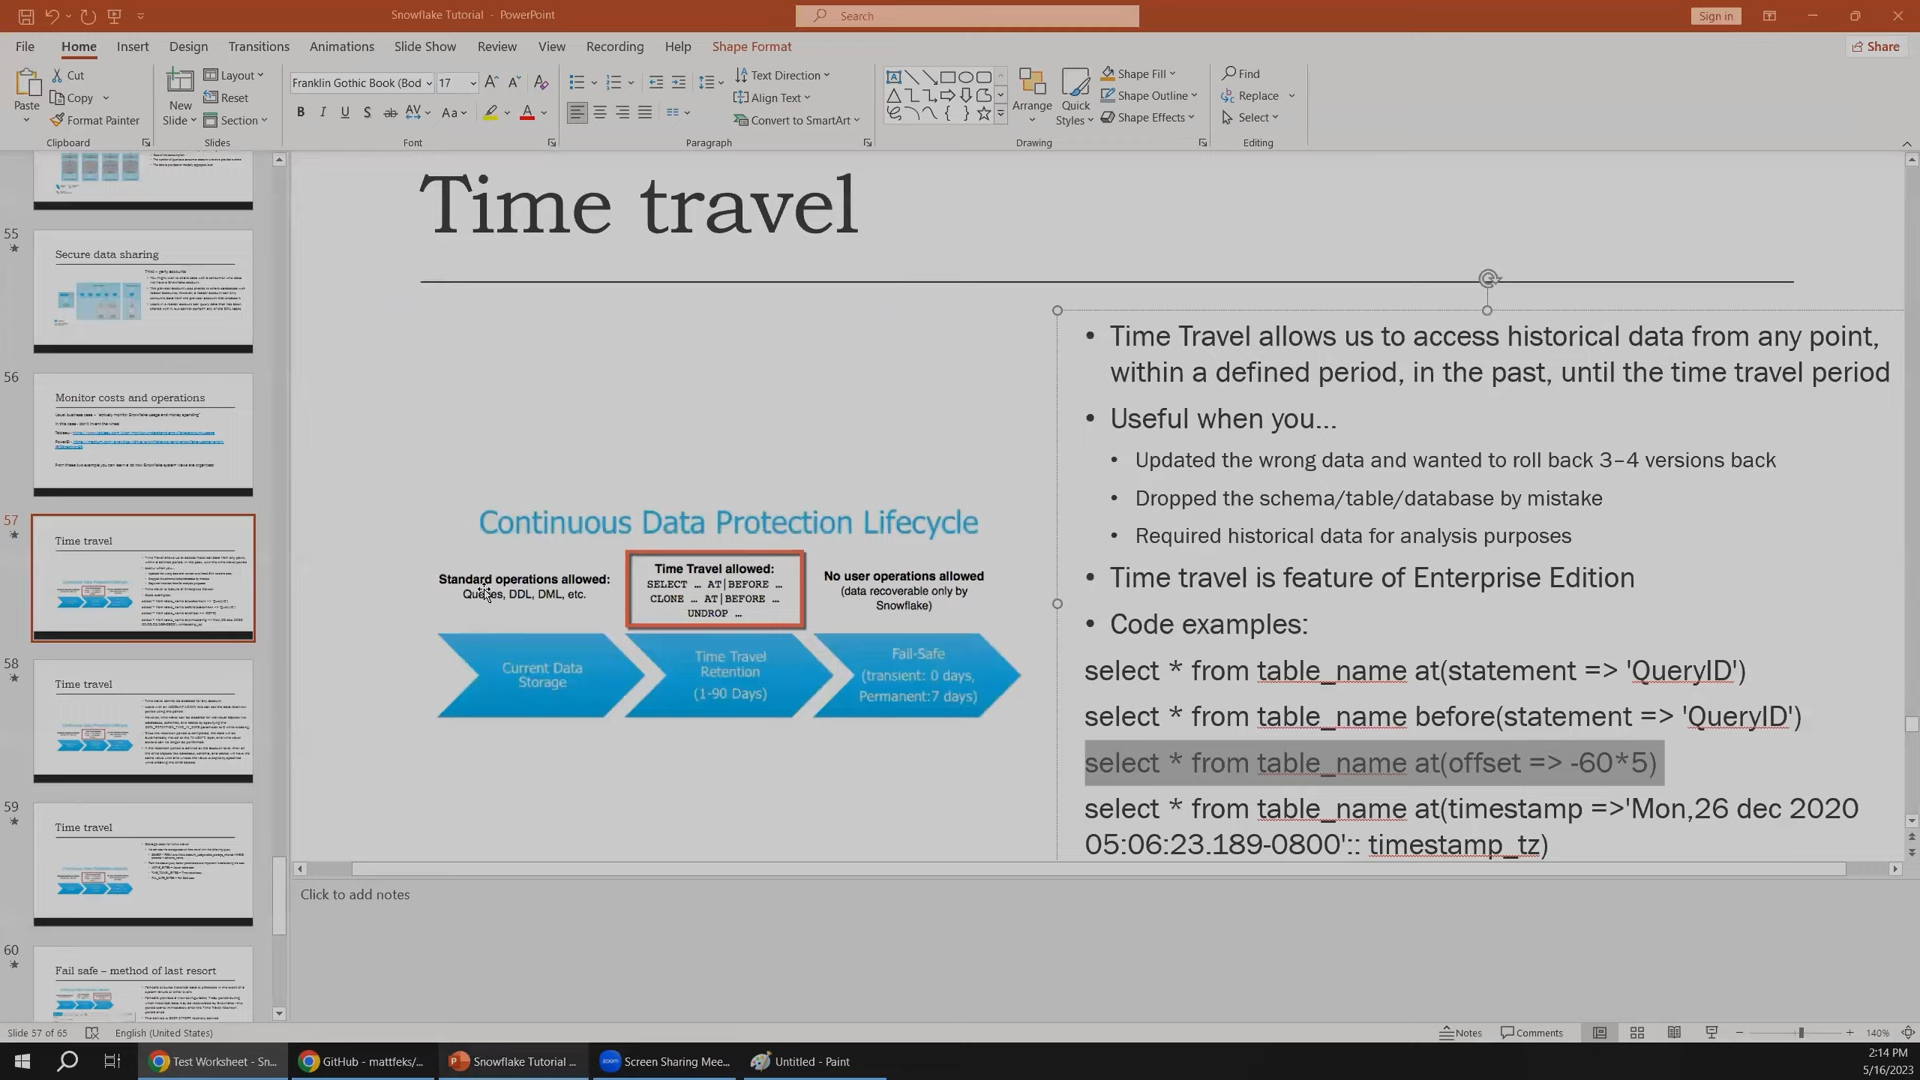 Snowflake Tutorial - PowerPoint
Search
Sign in
File Home Insert Design Transitions Animations Slide Show Review View Recording Help Shape Format
Share
Paste
Cut
Copy
Format Painter
Clipboard
New Slide
Layout
Reset
Section
Slides
Franklin Gothic Book (Bod 17
Font
Text Direction
Align Text
Convert to SmartArt
Paragraph
Arrange
Quick Styles
Shape Fill
Shape Outline
Shape Effects
Drawing
Find
Replace
Select
Editing
55
Secure data sharing
56
Monitor costs and operations
57
Time travel
58
Time travel
59
Time travel
60
Fail safe – method of last resort
Time travel
Continuous Data Protection Lifecycle
Standard operations allowed:
Queries, DDL, DML, etc.
Time Travel allowed:
SELECT ... AT|BEFORE ...
CLONE ... AT|BEFORE ...
UNDROP ...
No user operations allowed
(data recoverable only by
Snowflake)
Current Data
Storage
Time Travel
Retention
(1-90 Days)
Fail-Safe
(transient: 0 days,
Permanent:7 days)
• Time Travel allows us to access historical data from any point,
within a defined period, in the past, until the time travel period
• Useful when you...
• Updated the wrong data and wanted to roll back 3–4 versions back
• Dropped the schema/table/database by mistake
• Required historical data for analysis purposes
• Time travel is feature of Enterprise Edition
• Code examples:
select * from table_name at(statement => 'QueryID')
select * from table_name before(statement => 'QueryID')
select * from table_name at(offset => -60*5)
select * from table_name at(timestamp =>'Mon,26 dec 2020
05:06:23.189-0800':: timestamp_tz)
Click to add notes
Slide 57 of 65 English (United States)
Notes Comments 140%
Test Worksheet - Sn...
GitHub - mattfeks/...
Snowflake Tutorial ...
Screen Sharing Mee...
Untitled - Paint
2:14 PM
5/16/2023